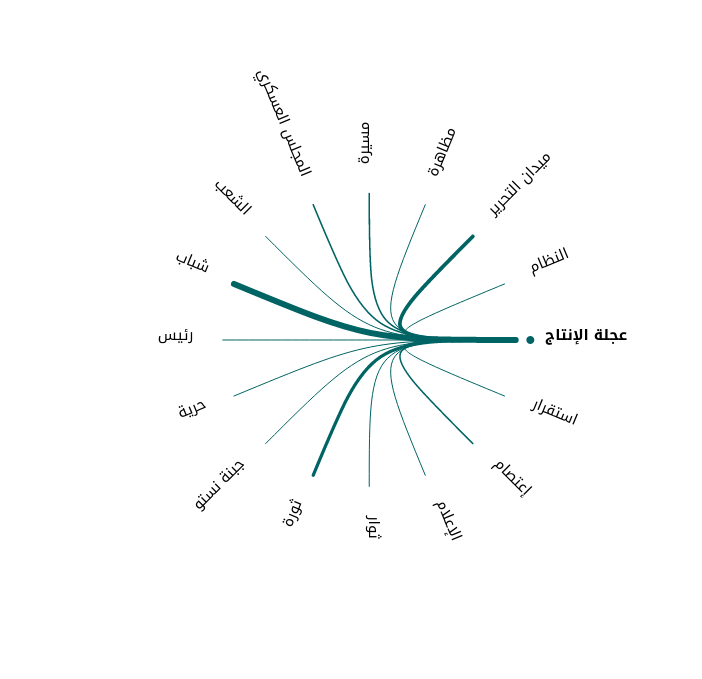 عجلة الإنتاج
النظام
ميدان التحرير
مظاهرة
مسيرة
المجلس العسكري
الشعب
شباب
رئيس
حرية
جبنة نستو
ثورة
ثوار
الإعلام
إعتصام
استقرار